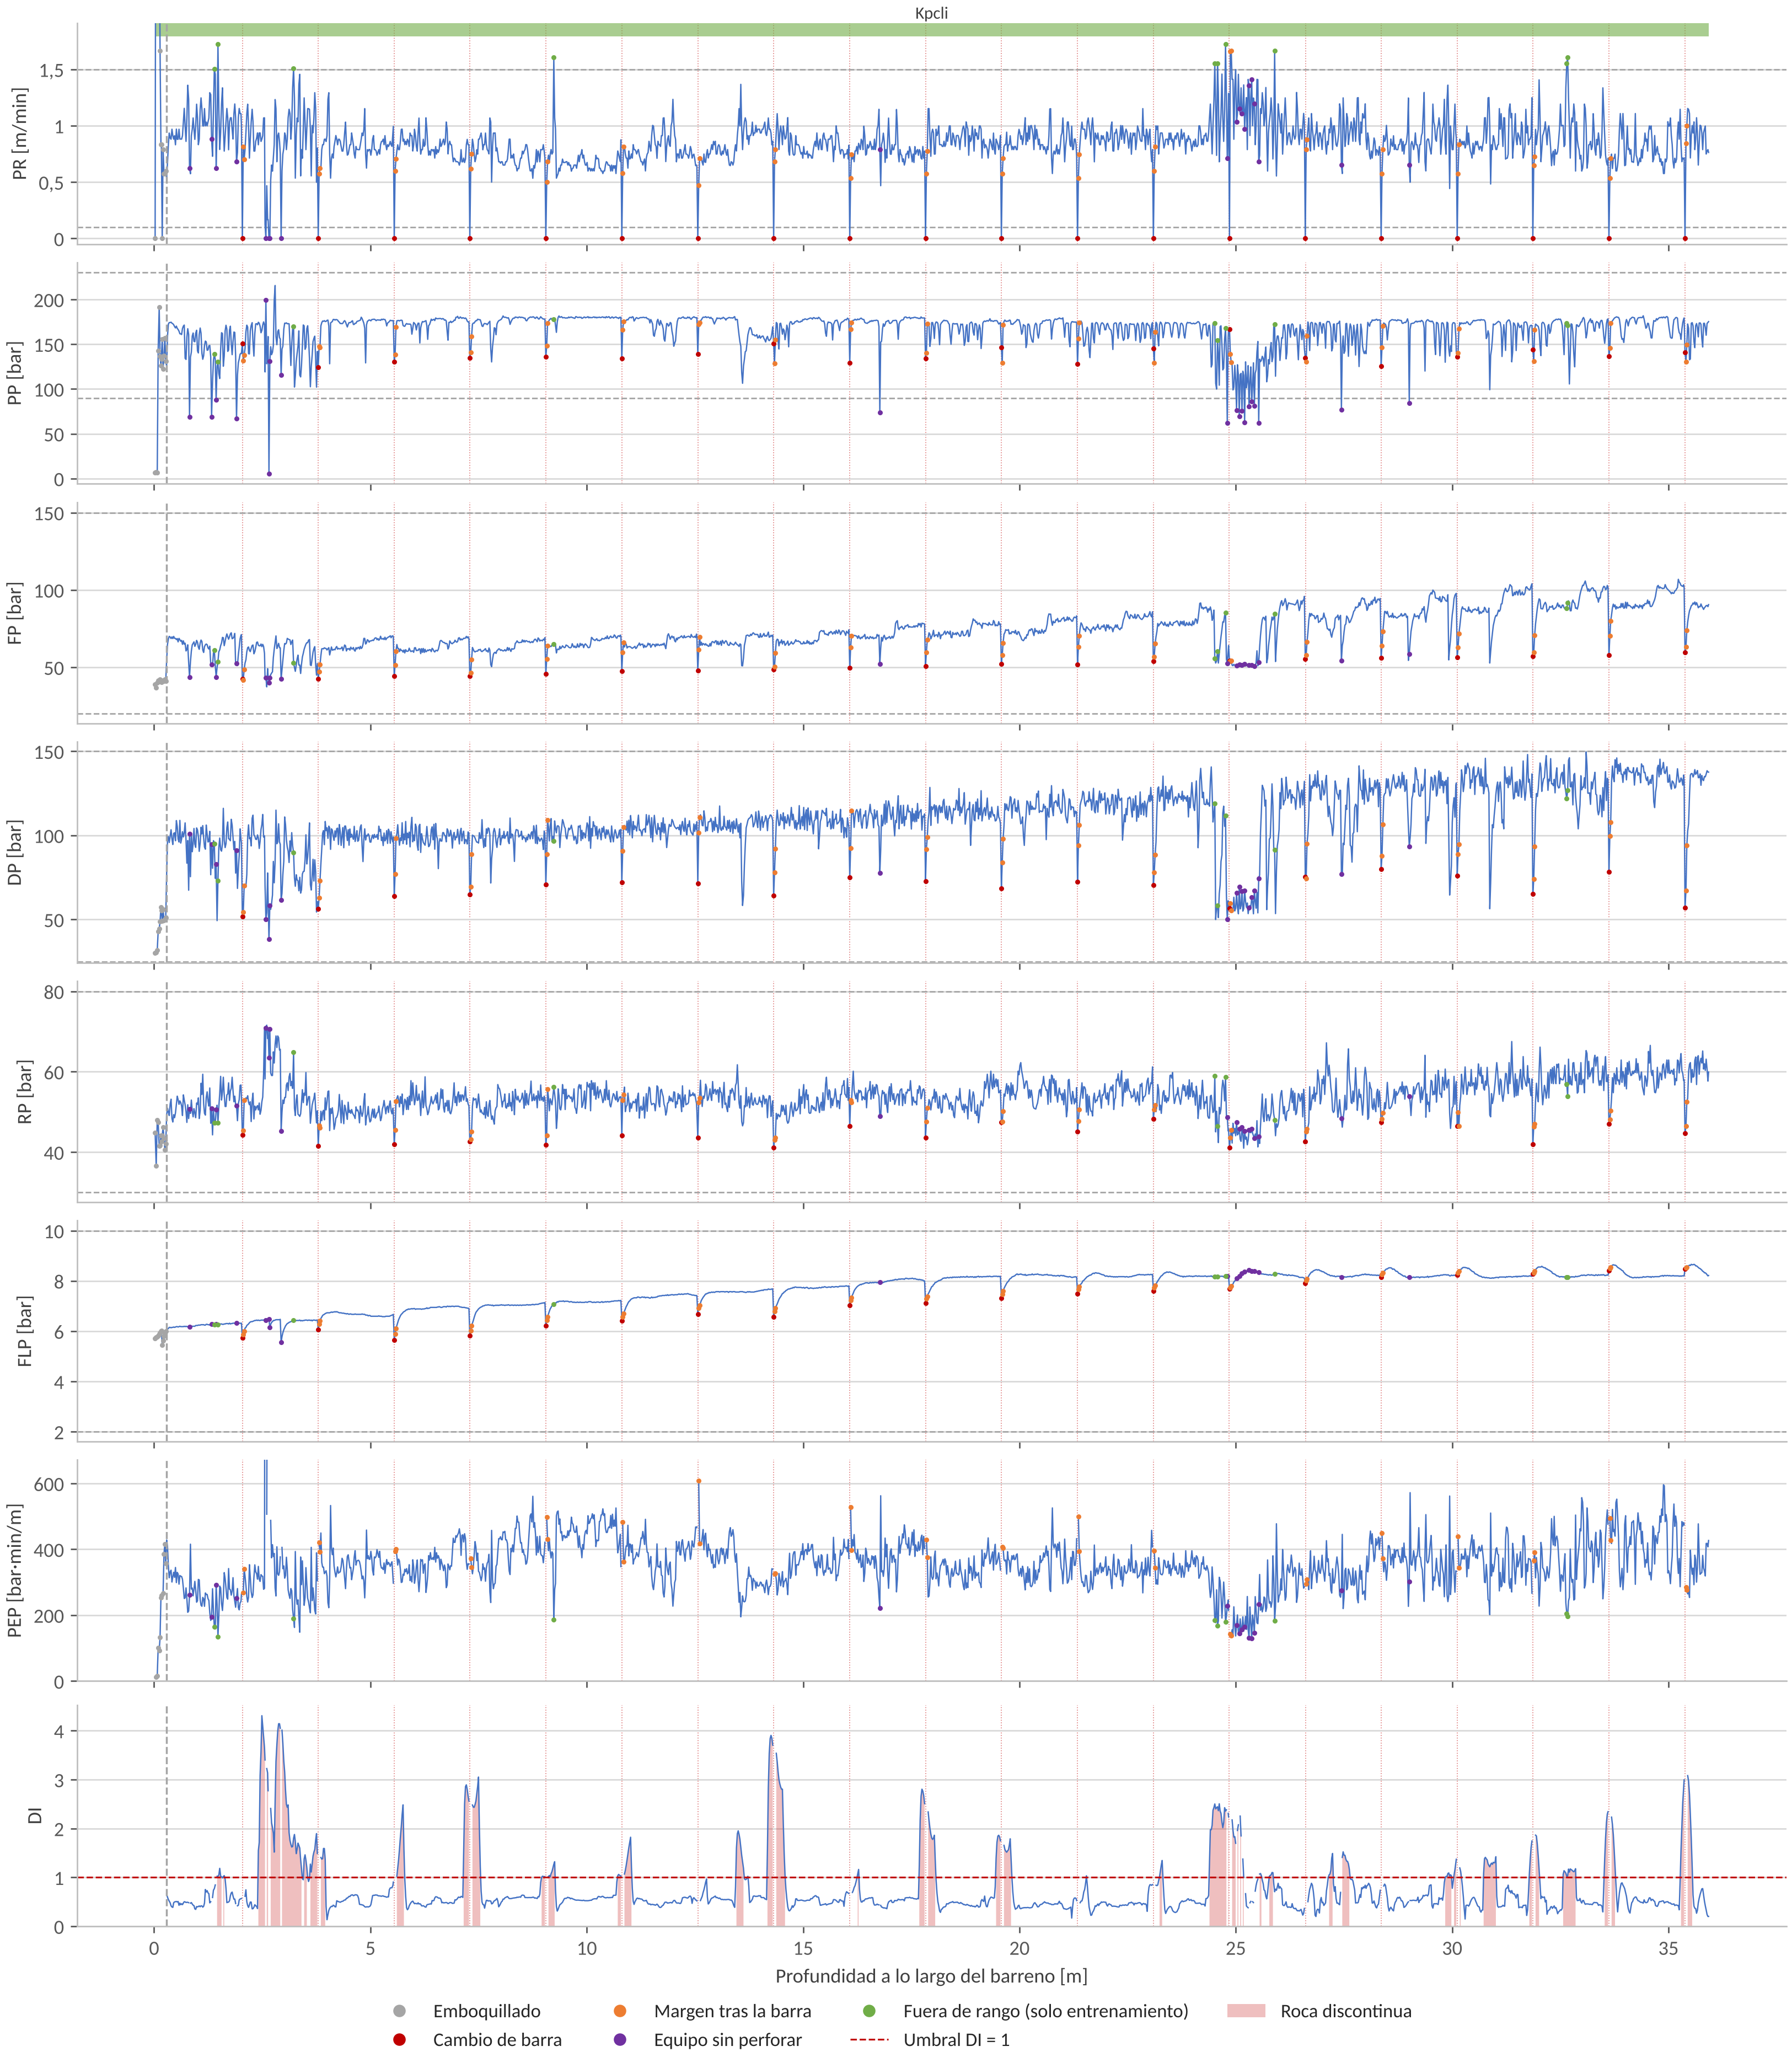 Kpcli
PR [m/min]
1,5
1
0,5
0
PP [bar]
200
150
100
50
0
FP [bar]
150
100
50
DP [bar]
150
100
50
RP [bar]
80
60
40
FLP [bar]
10
8
6
4
2
PEP [bar-min/m]
600
400
200
0
DI
4
3
2
1
0
0 5 10 15 20 25 30 35
Profundidad a lo largo del barreno [m]
Emboquillado Margen tras la barra Fuera de rango (solo entrenamiento) Roca discontinua
Cambio de barra Equipo sin perforar Umbral DI = 1